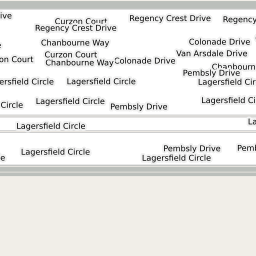 ive
Curzon Court
Regency Crest Drive
Regency
Regency Crest Drive
Chanbourne Way
Colonade Drive
Curzon Court
Van Arsdale Drive
on Court
Chanbourne Way
Colonade Drive
Chanbourn
Pembsly Drive
ersfield Circle
Lagersfield Circle
Lagersfield Cir
Circle
Lagersfield Circle
Lagersfield C
Pembsly Drive
Lagersfield Circle
La
Pembsly Drive
Pemb
e
Lagersfield Circle
Lagersfield Circle